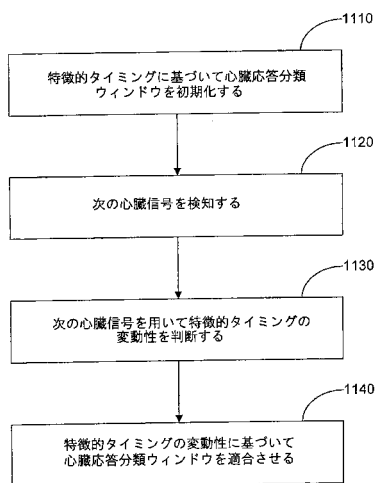 1110
特徴的タイミングに基づいて心臓応答分類
ウィンドウを初期化する
1120
次の心臓信号を検知する
1130
次の心臓信号を用いて特徴的タイミングの
変動性を判断する
1140
特徴的タイミングの変動性に基づいて
心臓応答分類ウィンドウを適合させる